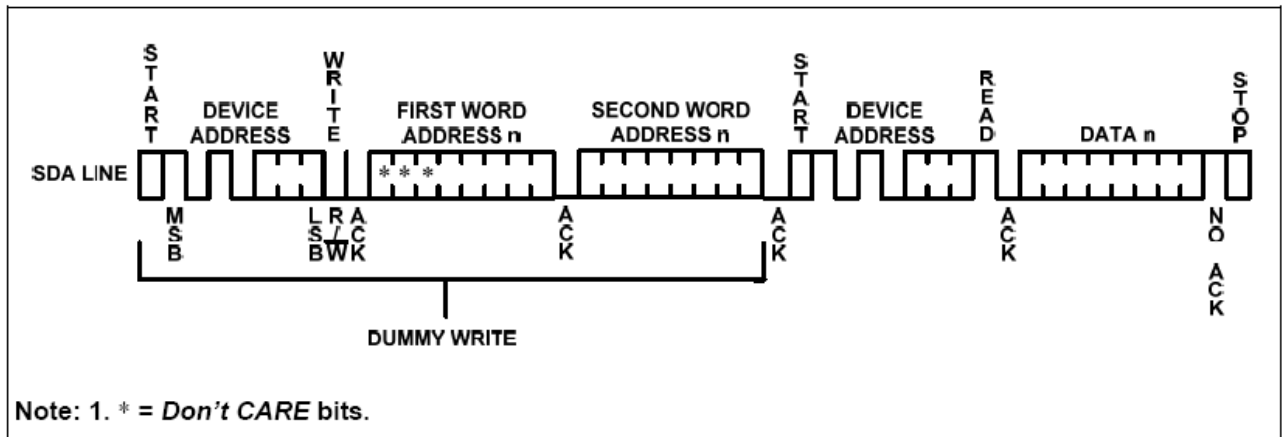 START
WRITE
START
READ
STOP
DEVICE
ADDRESS
FIRST WORD
ADDRESS n
SECOND WORD
ADDRESS n
DEVICE
ADDRESS
DATA n
SDA LINE
* * *
MSB
LSB
R/W
ACK
ACK
ACK
ACK
NO ACK
DUMMY WRITE
Note: 1. * = Don't CARE bits.